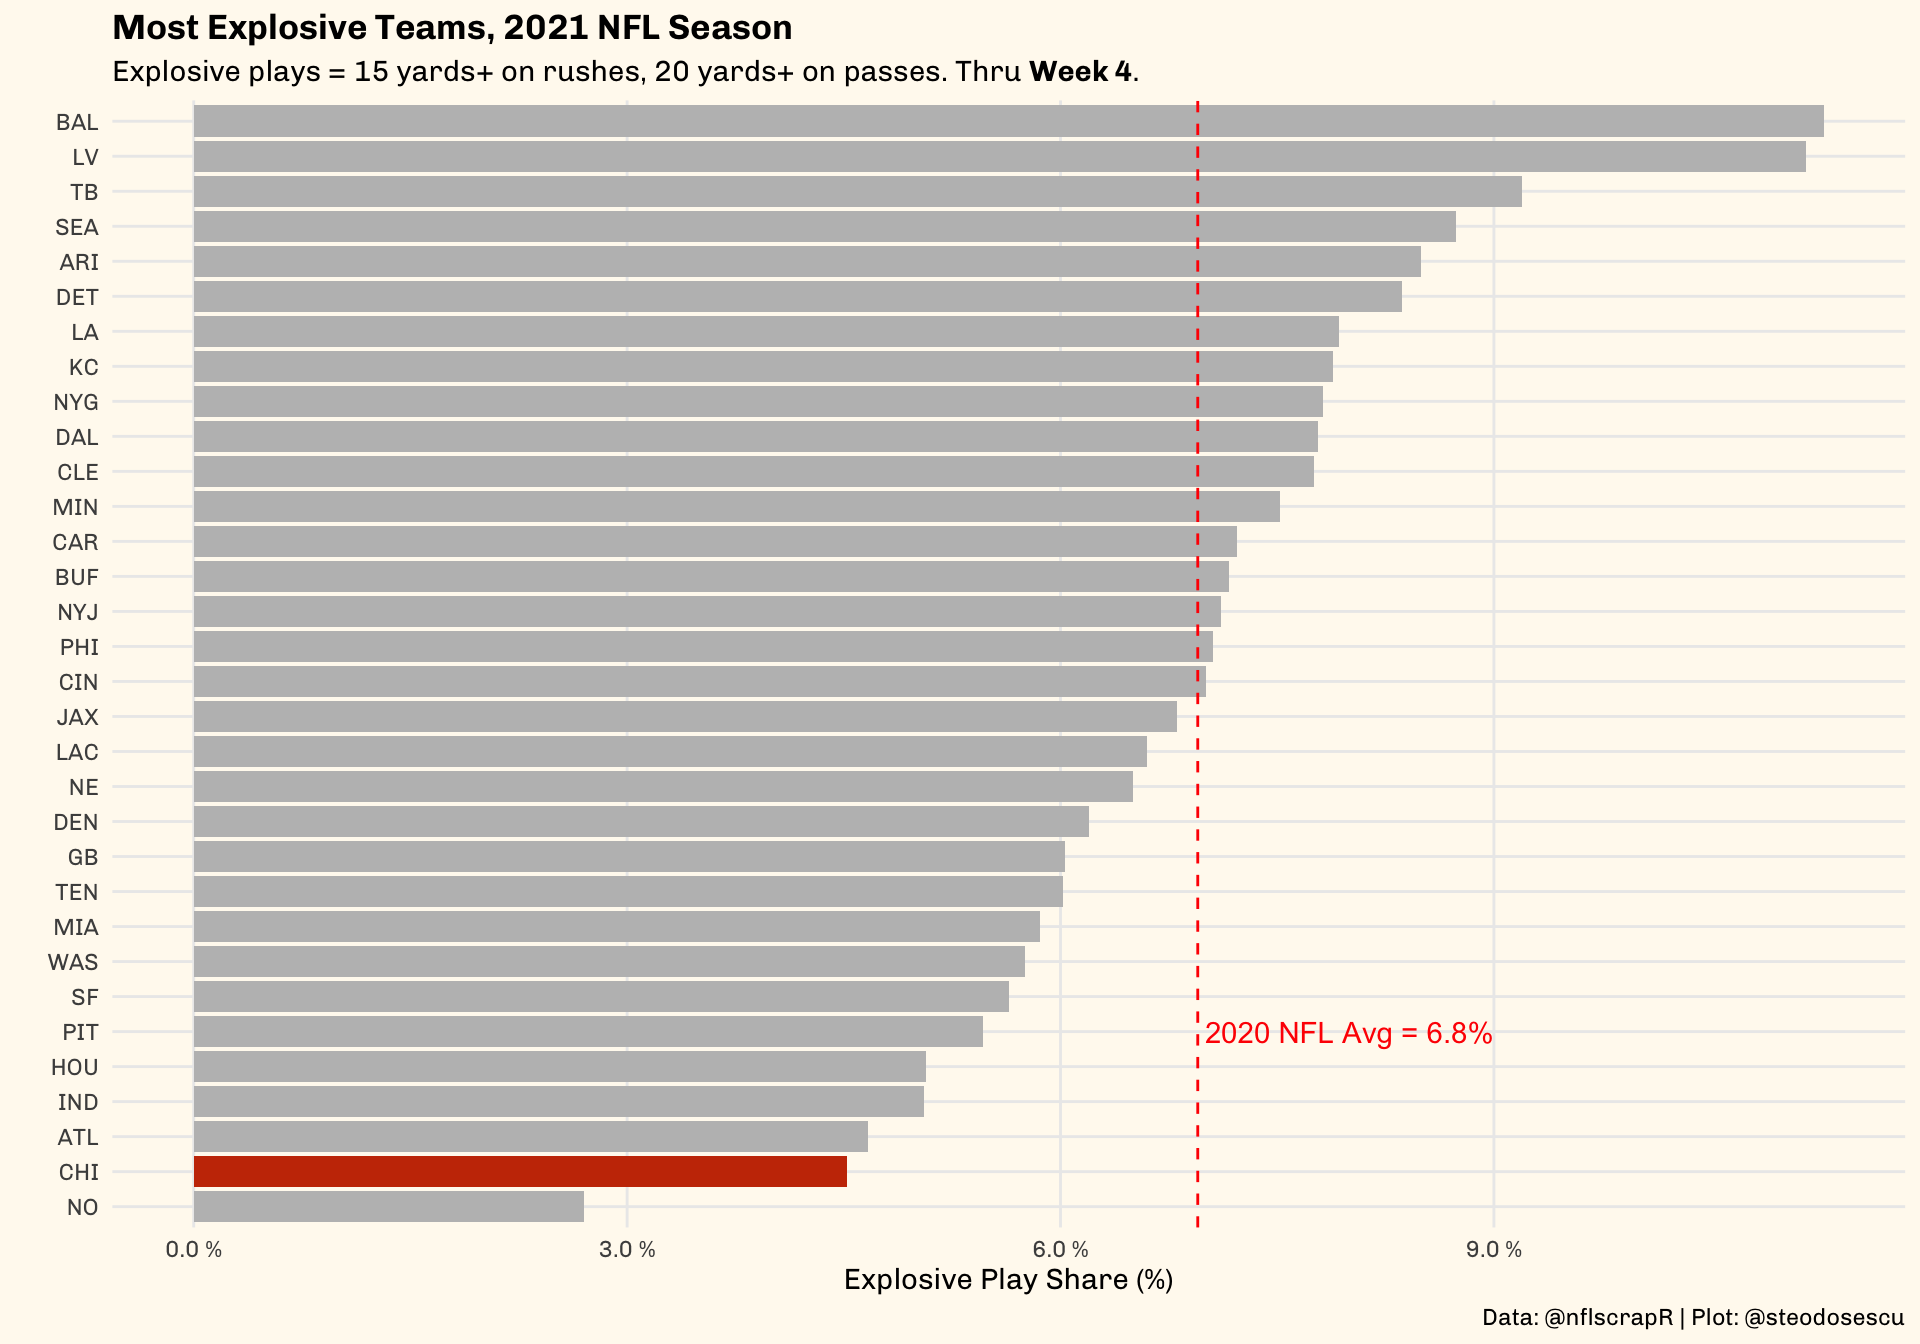 Most Explosive Teams, 2021 NFL Season
Explosive plays = 15 yards+ on rushes, 20 yards+ on passes. Thru Week 4.
BAL
LV
TB
SEA
ARI
DET
LA
KC
NYG
DAL
CLE
MIN
CAR
BUF
NYJ
PHI
CIN
JAX
LAC
NE
DEN
GB
TEN
MIA
WAS
SF
PIT
2020 NFL Avg = 6.8%
HOU
IND
ATL
CHI
NO
0.0 % 3.0 % 6.0 % 9.0 %
Explosive Play Share (%)
Data: @nflscrapR | Plot: @steodosescu